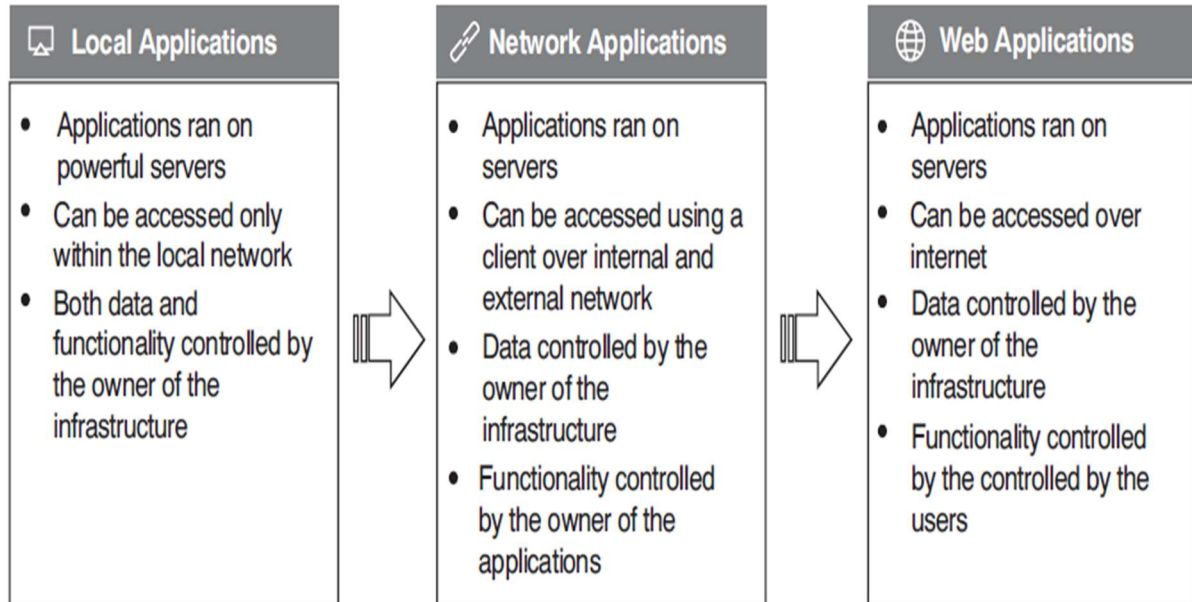 Local Applications
• Applications ran on
powerful servers
• Can be accessed only
within the local network
• Both data and
functionality controlled by
the owner of the
infrastructure
Network Applications
• Applications ran on
servers
• Can be accessed using a
client over internal and
external network
• Data controlled by the
owner of the
infrastructure
• Functionality controlled
by the owner of the
applications
Web Applications
• Applications ran on
servers
• Can be accessed over
internet
• Data controlled by the
owner of the
infrastructure
• Functionality controlled
by the controlled by the
users